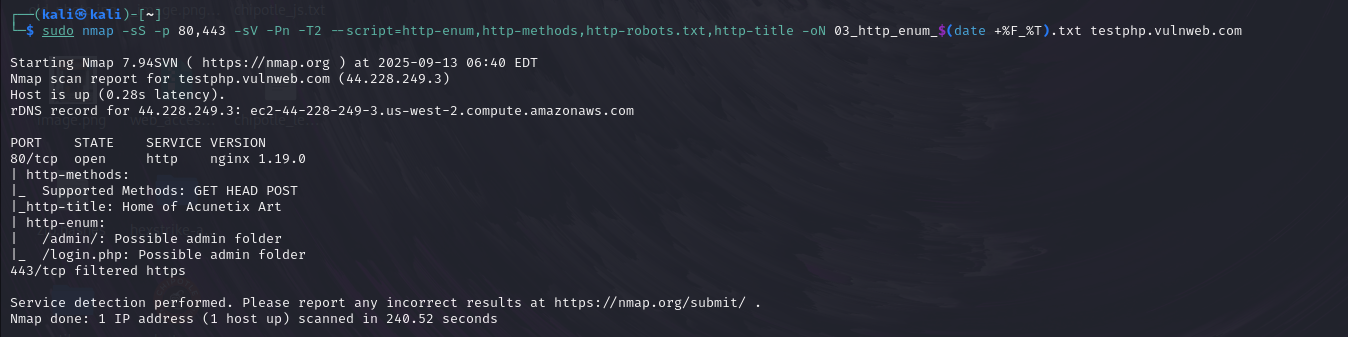 ┌──(kali㉿kali)-[~]
└─$ sudo nmap -sS -p 80,443 -sV -Pn -T2 --script=http-enum,http-methods,http-robots.txt,http-title -oN 03_http_enum_$(date +%F_%T).txt testphp.vulnweb.com
Starting Nmap 7.94SVN ( https://nmap.org ) at 2025-09-13 06:40 EDT
Nmap scan report for testphp.vulnweb.com (44.228.249.3)
Host is up (0.28s latency).
rDNS record for 44.228.249.3: ec2-44-228-249-3.us-west-2.compute.amazonaws.com
PORT    STATE    SERVICE VERSION
80/tcp  open     http    nginx 1.19.0
| http-methods:
|_  Supported Methods: GET HEAD POST
|_http-title: Home of Acunetix Art
| http-enum:
|   /admin/: Possible admin folder
|_  /login.php: Possible admin folder
443/tcp filtered https
Service detection performed. Please report any incorrect results at https://nmap.org/submit/ .
Nmap done: 1 IP address (1 host up) scanned in 240.52 seconds